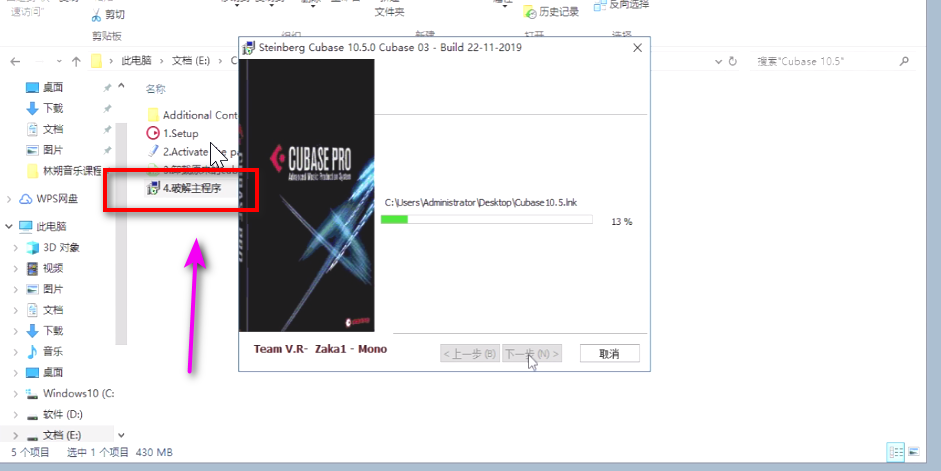 速访问"
剪切
文件夹
历史记录
反向选择
剪贴板
组织
新建
打开
选择
Steinberg Cubase 10.5.0 Cubase 03 - Build 22-11-2019
此电脑
文档 (E:)
搜索"Cubase 10.5"
桌面
名称
下载
Additional Cont
文档
1.Setup
图片
2.Activate
林朔音乐课程
4.破解主程序
CUBASE PRO
Advanced Music Production System
WPS网盘
C:\Users\Administrator\Desktop\Cubase 10.5.lnk
13 %
此电脑
3D 对象
视频
图片
文档
下载
音乐
桌面
Team V.R- Zaka1 - Mono
< 上一步 (B)
下一步 (N) >
取消
Windows10 (C:
软件 (D:)
文档 (E:)
5 个项目
选中 1 个项目 430 MB